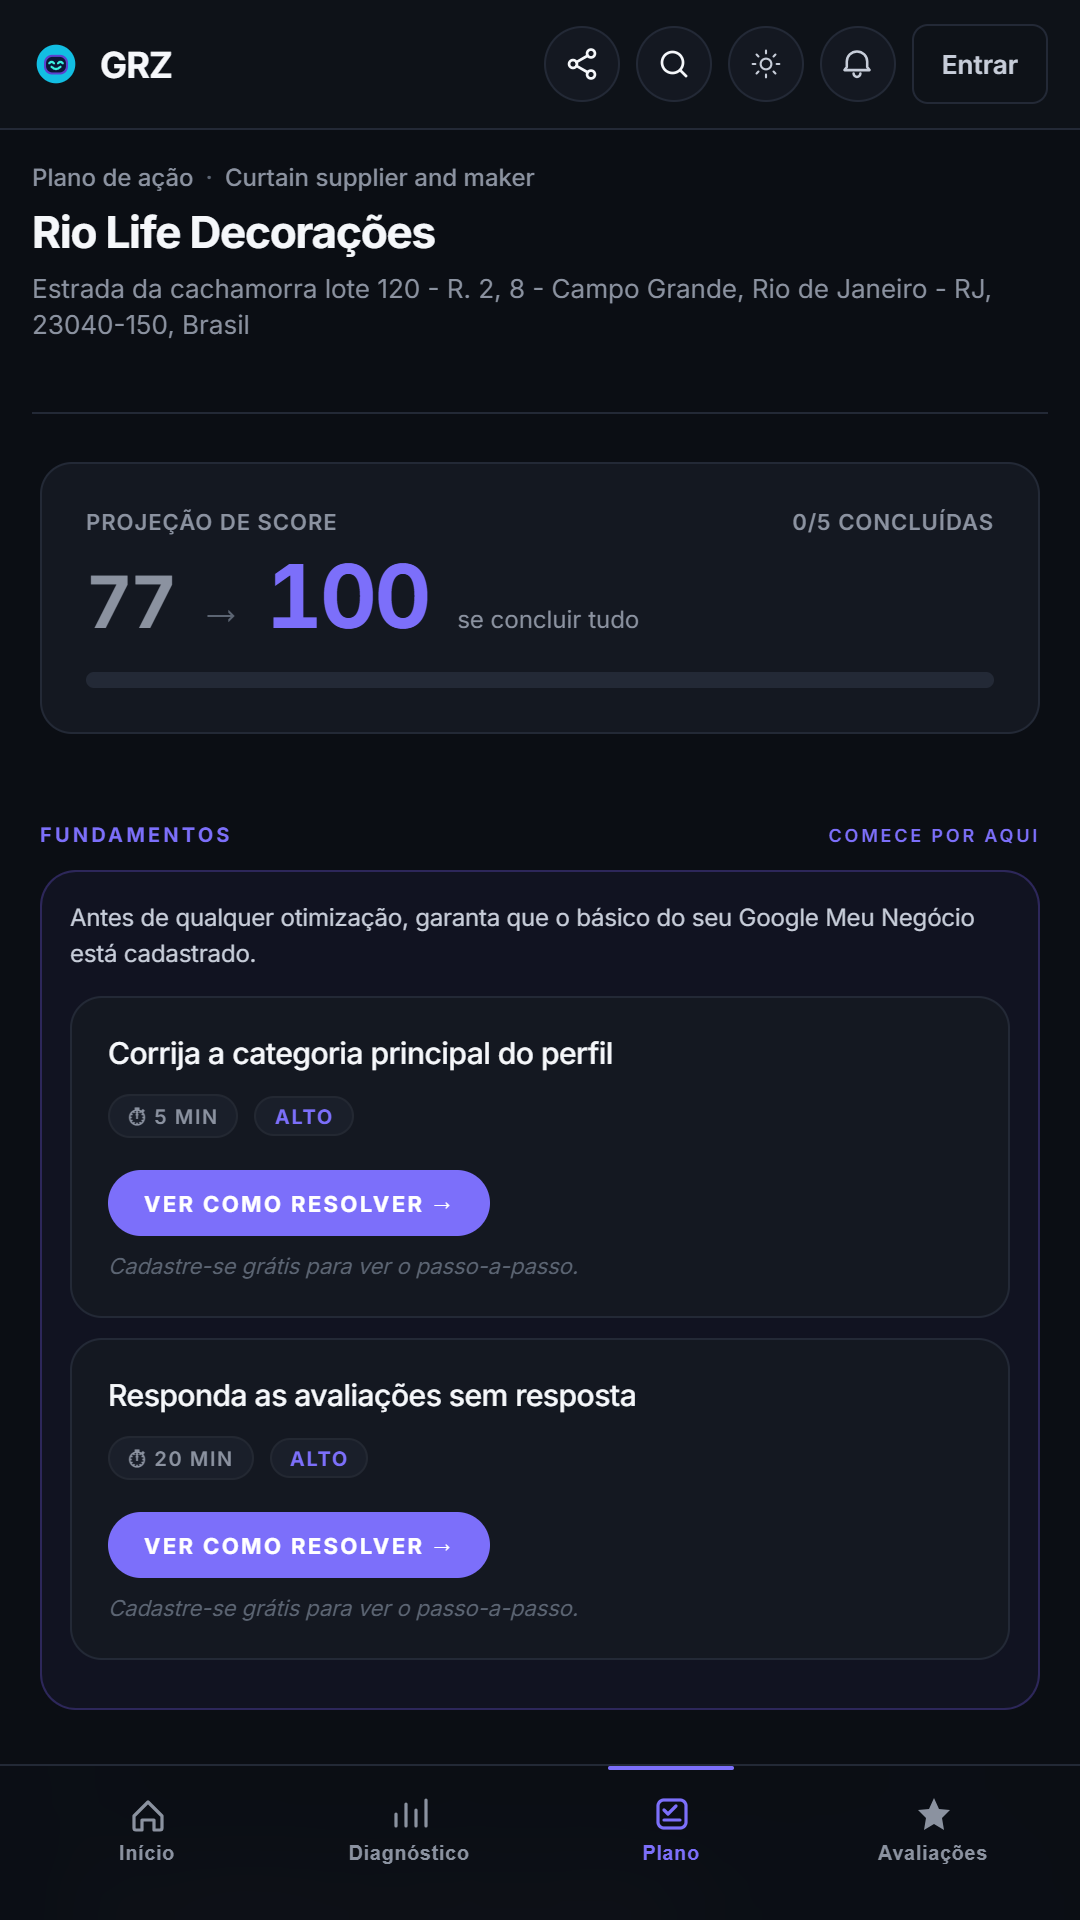 GRZ
Entrar
Plano de ação · Curtain supplier and maker
Rio Life Decorações
Estrada da cachamorra lote 120 - R. 2, 8 - Campo Grande, Rio de Janeiro - RJ,
23040-150, Brasil
PROJEÇÃO DE SCORE
0/5 CONCLUÍDAS
77 → 100 se concluir tudo
FUNDAMENTOS
COMECE POR AQUI
Antes de qualquer otimização, garanta que o básico do seu Google Meu Negócio
está cadastrado.
Corrija a categoria principal do perfil
⏱ 5 MIN
ALTO
VER COMO RESOLVER →
Cadastre-se grátis para ver o passo-a-passo.
Responda as avaliações sem resposta
⏱ 20 MIN
ALTO
VER COMO RESOLVER →
Cadastre-se grátis para ver o passo-a-passo.
Início
Diagnóstico
Plano
Avaliações